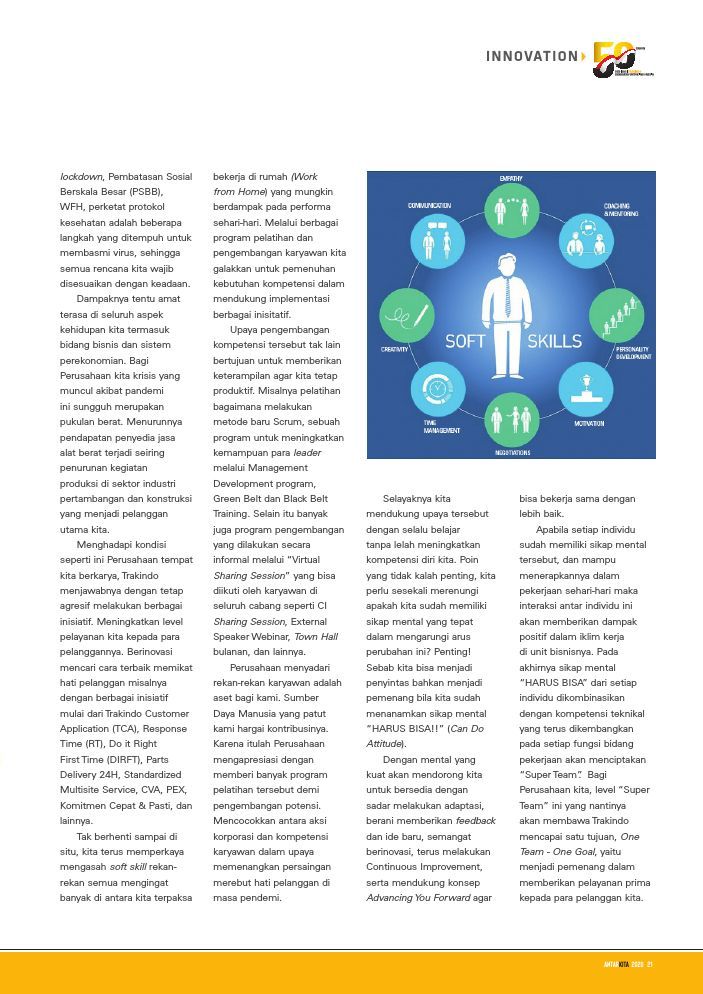 INNOVATION
50
lockdown, Pembatasan Sosial
Berskala Besar (PSBB),
WFH, perketat protokol
kesehatan adalah beberapa
langkah yang ditempuh untuk
membasmi virus, sehingga
semua rencana kita wajib
disesuaikan dengan keadaan.
Dampaknya tentu amat
terasa di seluruh aspek
kehidupan kita termasuk
bidang bisnis dan sistem
perekonomian. Bagi
Perusahaan kita krisis yang
muncul akibat pandemi
ini sungguh merupakan
pukulan berat. Menurunnya
pendapatan penyedia jasa
alat berat terjadi seiring
penurunan kegiatan
produksi di sektor industri
pertambangan dan konstruksi
yang menjadi pelanggan
utama kita.
Menghadapi kondisi
seperti ini Perusahaan tempat
kita berkarya, Trakindo
menjawabnya dengan tetap
agresif melakukan berbagai
inisiatif. Meningkatkan level
pelayanan kita kepada para
pelanggannya. Berinovasi
mencari cara terbaik memikat
hati pelanggan misalnya
dengan berbagai inisiatif
mulai dari Trakindo Customer
Application (TCA), Response
Time (RT), Do it Right
First Time (DIRFT), Parts
Delivery 24H, Standardized
Multisite Service, CVA, PEX,
Komitmen Cepat & Pasti, dan
lainnya.
Tak berhenti sampai di
situ, kita terus memperkaya
mengasah soft skill rekan-
rekan semua mengingat
banyak di antara kita terpaksa
bekerja di rumah (Work
from Home) yang mungkin
berdampak pada performa
sehari-hari. Melalui berbagai
program pelatihan dan
pengembangan karyawan kita
galakkan untuk pemenuhan
kebutuhan kompetensi dalam
mendukung implementasi
berbagai inisitatif.
Upaya pengembangan
kompetensi tersebut tak lain
bertujuan untuk memberikan
keterampilan agar kita tetap
produktif. Misalnya pelatihan
bagaimana melakukan
metode baru Scrum, sebuah
program untuk meningkatkan
kemampuan para leader
melalui Management
Development program,
Green Belt dan Black Belt
Training. Selain itu banyak
juga program pengembangan
yang dilakukan secara
informal melalui “Virtual
Sharing Session” yang bisa
diikuti oleh karyawan di
seluruh cabang seperti CI
Sharing Session, External
Speaker Webinar, Town Hall
bulanan, dan lainnya.
Perusahaan menyadari
rekan-rekan karyawan adalah
aset bagi kami. Sumber
Daya Manusia yang patut
kami hargai kontribusinya.
Karena itulah Perusahaan
mengapresiasi dengan
memberi banyak program
pelatihan tersebut demi
pengembangan potensi.
Mencocokkan antara aksi
korporasi dan kompetensi
karyawan dalam upaya
memenangkan persaingan
merebut hati pelanggan di
masa pendemi.
EMPATHY
COMMUNICATION
COACHING
& MENTORING
CREATIVITY
SOFT SKILLS
PERSONALITY
DEVELOPMENT
TIME
MANAGEMENT
MOTIVATION
NEGOTIATIONS
Selayaknya kita
mendukung upaya tersebut
dengan selalu belajar
tanpa lelah meningkatkan
kompetensi diri kita. Poin
yang tidak kalah penting, kita
perlu sesekali merenungi
apakah kita sudah memiliki
sikap mental yang tepat
dalam mengarungi arus
perubahan ini? Penting!
Sebab kita bisa menjadi
penyintas bahkan menjadi
pemenang bila kita sudah
menanamkan sikap mental
“HARUS BISA!!” (Can Do
Attitude).
Dengan mental yang
kuat akan mendorong kita
untuk bersedia dengan
sadar melakukan adaptasi,
berani memberikan feedback
dan ide baru, semangat
berinovasi, terus melakukan
Continuous Improvement,
serta mendukung konsep
Advancing You Forward agar
bisa bekerja sama dengan
lebih baik.
Apabila setiap individu
sudah memiliki sikap mental
tersebut, dan mampu
menerapkannya dalam
pekerjaan sehari-hari maka
interaksi antar individu ini
akan memberikan dampak
positif dalam iklim kerja
di unit bisnisnya. Pada
akhirnya sikap mental
“HARUS BISA” dari setiap
individu dikombinasikan
dengan kompetensi teknikal
yang terus dikembangkan
pada setiap fungsi bidang
pekerjaan akan menciptakan
“Super Team”. Bagi
Perusahaan kita, level “Super
Team” ini yang nantinya
akan membawa Trakindo
mencapai satu tujuan, One
Team - One Goal, yaitu
menjadi pemenang dalam
memberikan pelayanan prima
kepada para pelanggan kita.
ANTARKITA 2020 21